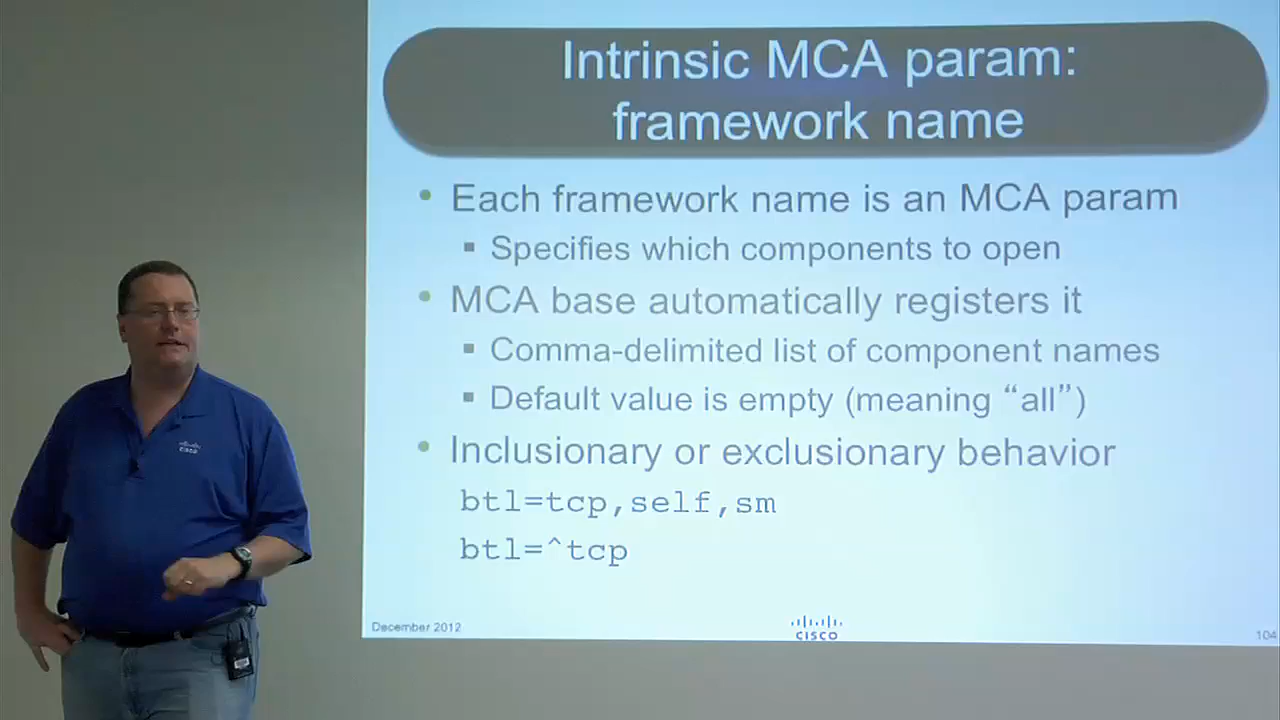 Intrinsic MCA param:
framework name
• Each framework name is an MCA param
▪ Specifies which components to open
• MCA base automatically registers it
▪ Comma-delimited list of component names
▪ Default value is empty (meaning “all”)
• Inclusionary or exclusionary behavior
btl=tcp,self,sm
btl=^tcp
December 2012
CISCO
104
CISCO